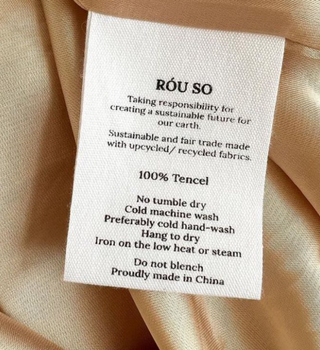 RÓU SO
Taking responsibility for
creating a sustainable future for
our earth.
Sustainable and fair trade made
with upcycled/ recycled fabrics.
100% Tencel
No tumble dry
Cold machine wash
Preferably cold hand-wash
Hang to dry
Iron on the low heat or steam
Do not blench
Proudly made in China